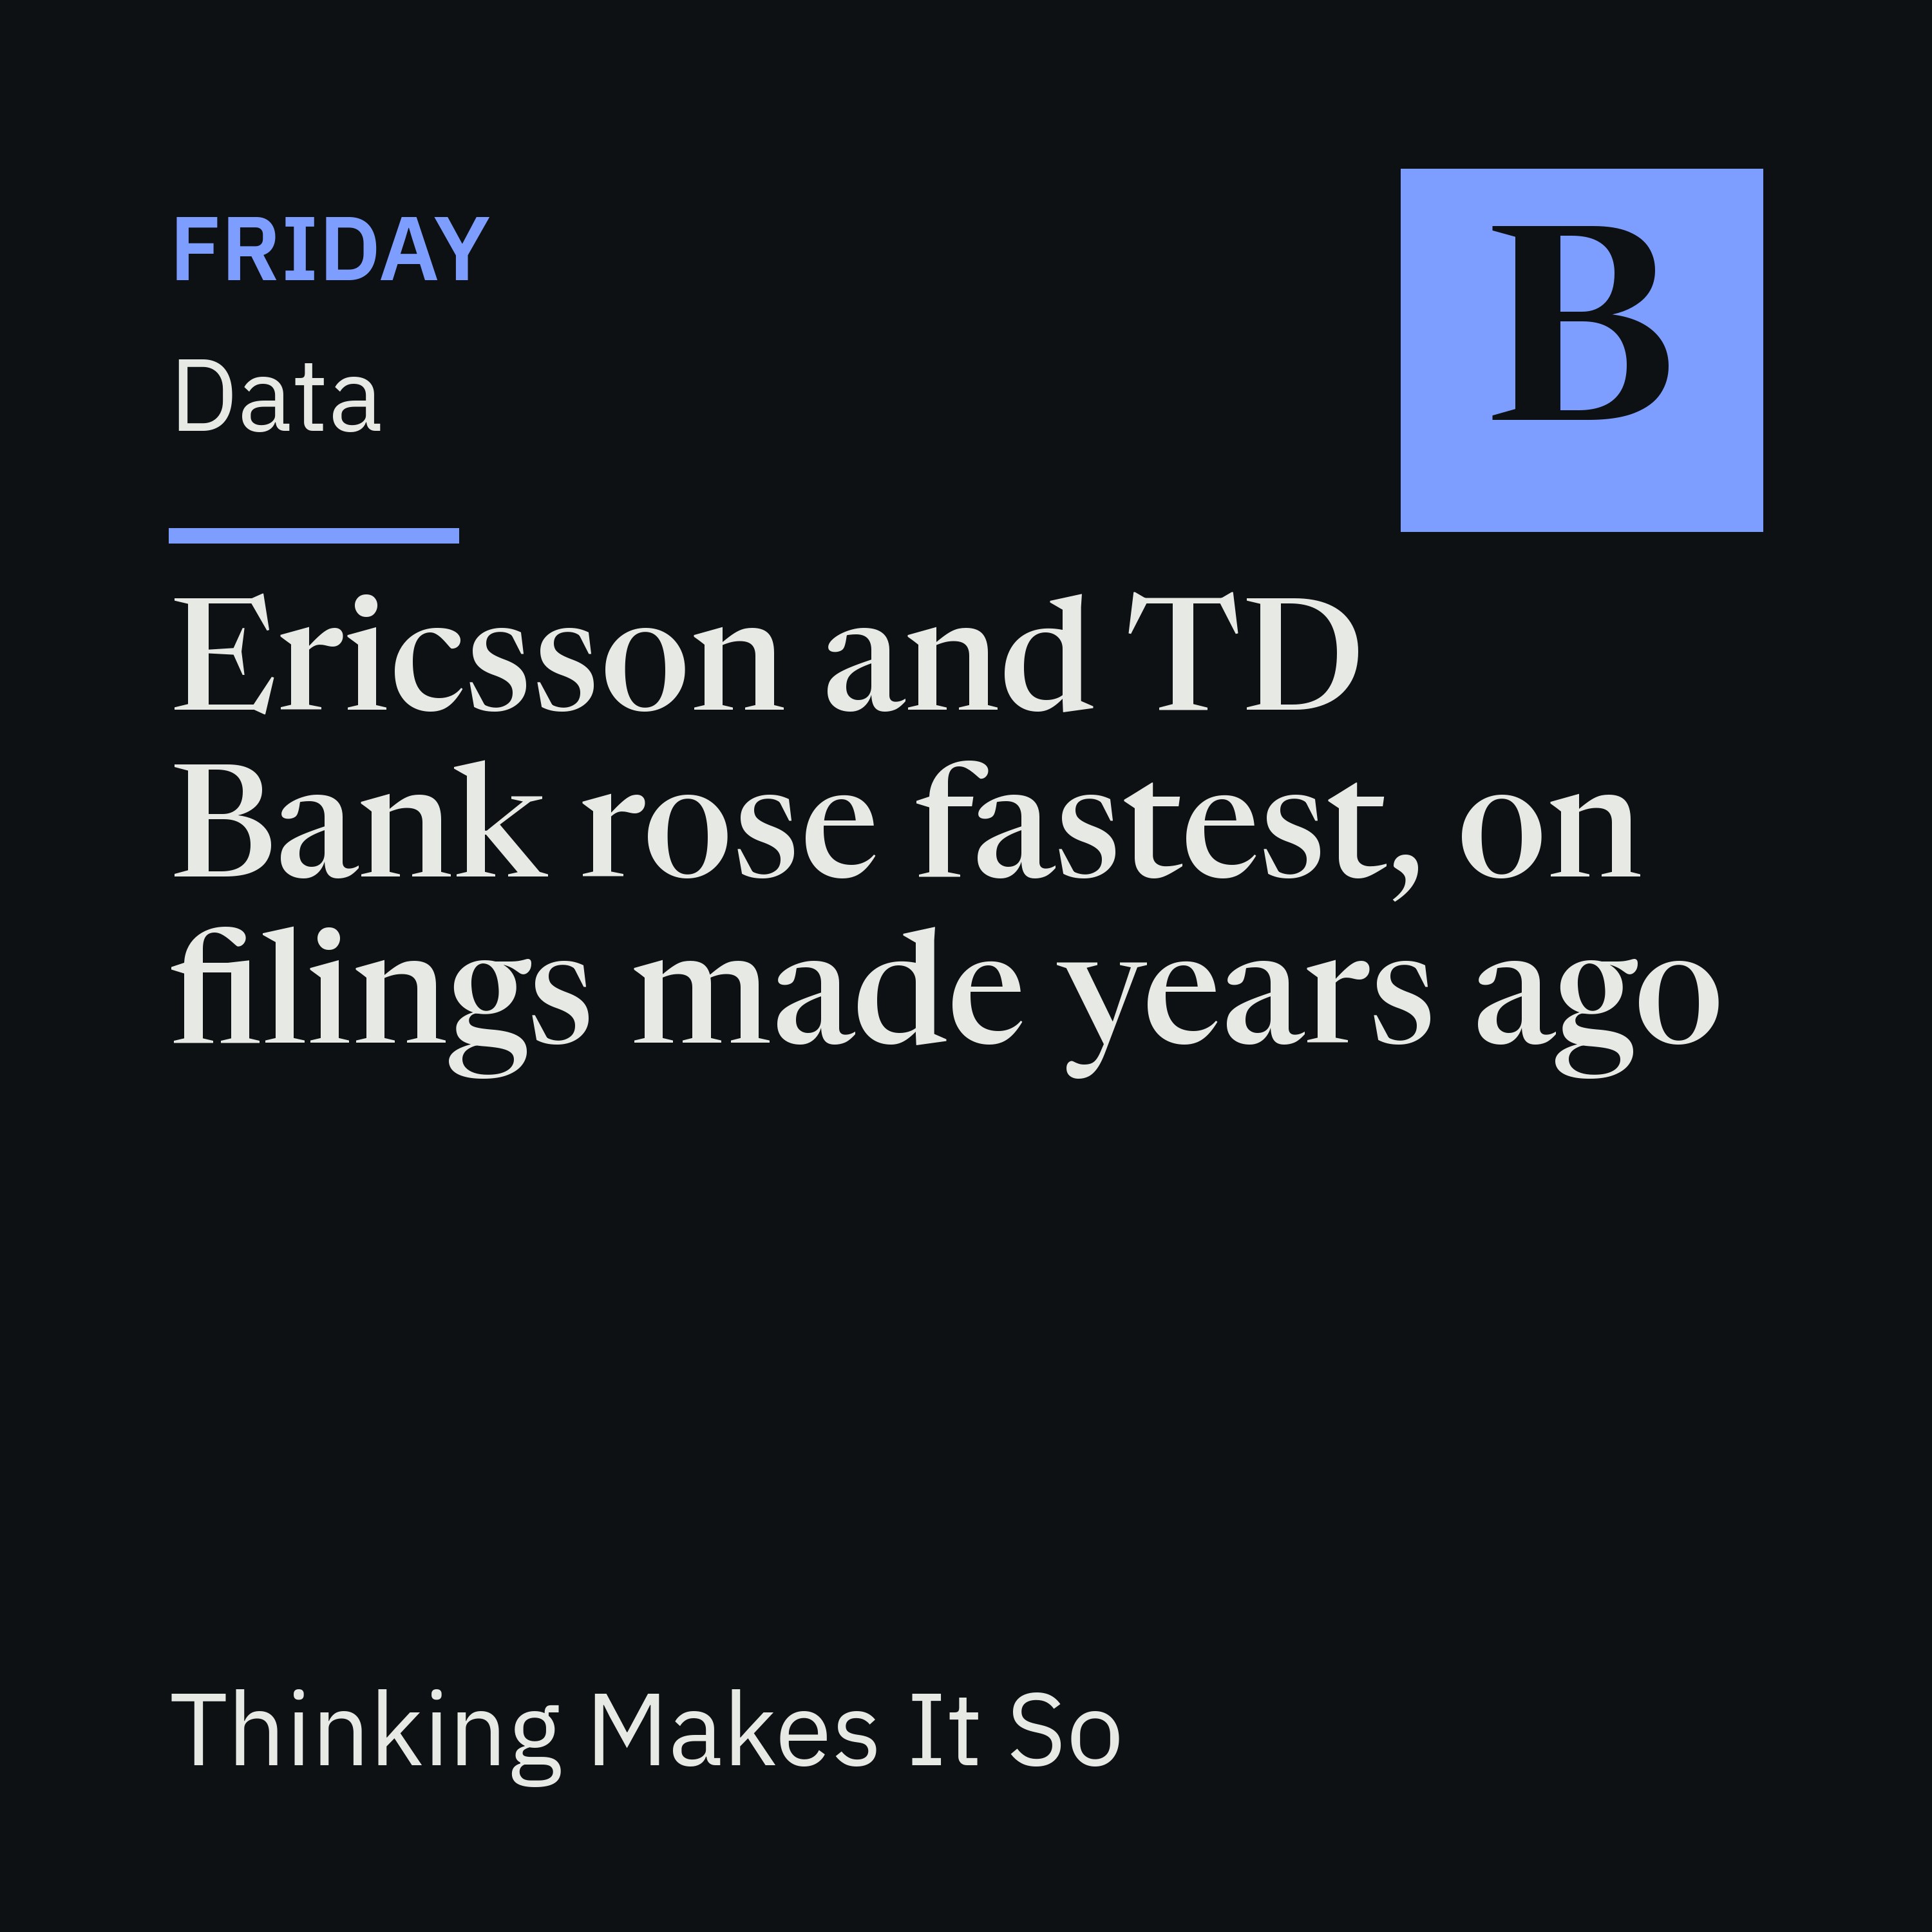 FRIDAY
Data
B
Ericsson and TD
Bank rose fastest, on
filings made years ago
Thinking Makes It So